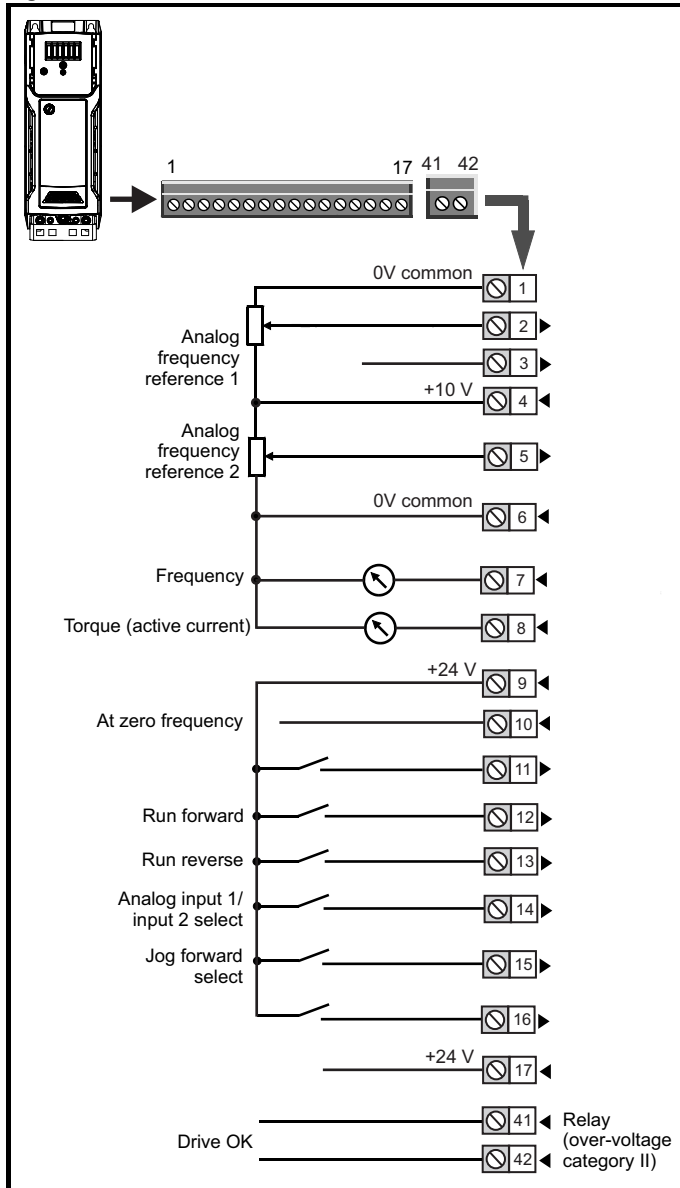 1 17 41 42
0V common 1
2
Analog
frequency
reference 1
3
+10 V 4
Analog
frequency
reference 2
5
0V common 6
Frequency 7
Torque (active current) 8
+24 V 9
At zero frequency 10
11
Run forward 12
Run reverse 13
Analog input 1/
input 2 select
14
Jog forward
select
15
16
+24 V 17
Drive OK
41
42
Relay
(over-voltage
category II)